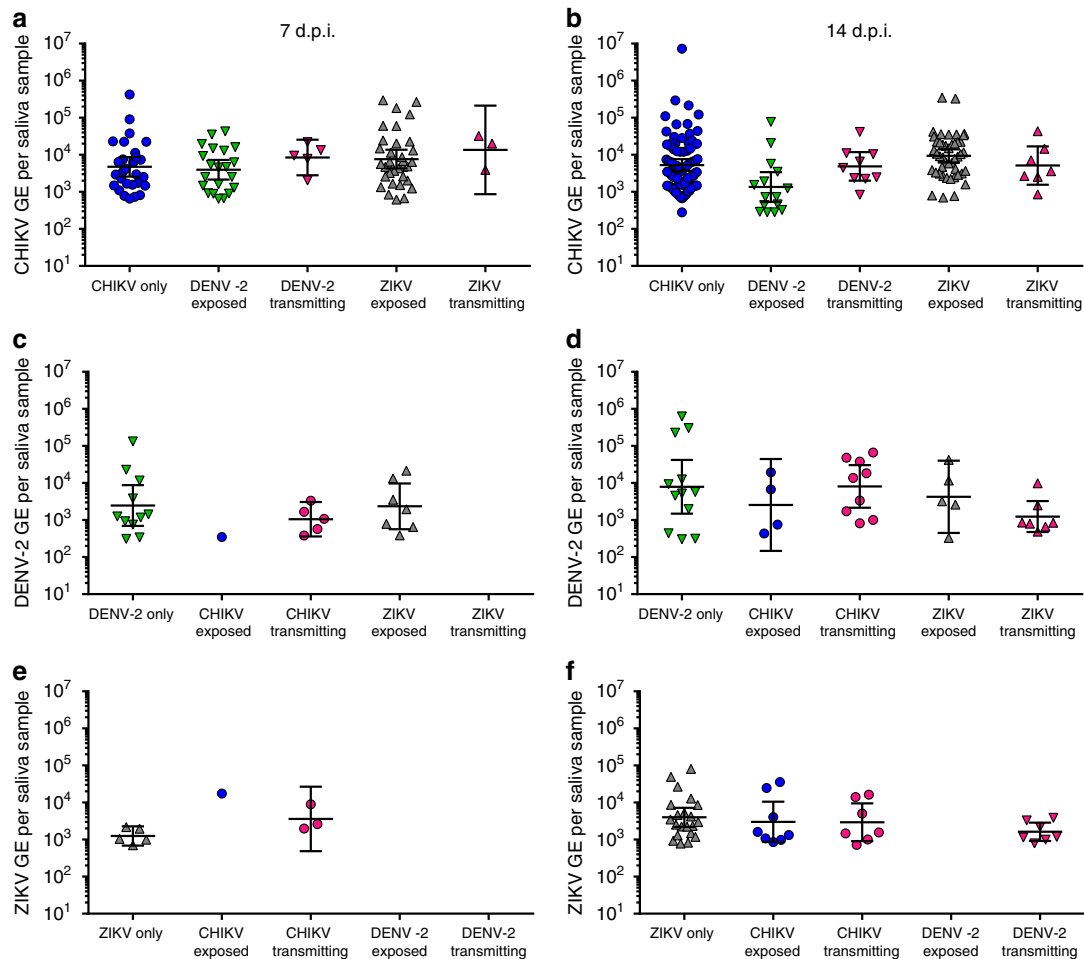 a
7 d.p.i.
CHIKV GE per saliva sample
10⁷
10⁶
10⁵
10⁴
10³
10²
10¹
CHIKV only
DENV -2 exposed
DENV-2 transmitting
ZIKV exposed
ZIKV transmitting
b
14 d.p.i.
CHIKV GE per saliva sample
10⁷
10⁶
10⁵
10⁴
10³
10²
10¹
CHIKV only
DENV -2 exposed
DENV-2 transmitting
ZIKV exposed
ZIKV transmitting
c
DENV-2 GE per saliva sample
10⁷
10⁶
10⁵
10⁴
10³
10²
10¹
DENV-2 only
CHIKV exposed
CHIKV transmitting
ZIKV exposed
ZIKV transmitting
d
DENV-2 GE per saliva sample
10⁷
10⁶
10⁵
10⁴
10³
10²
10¹
DENV-2 only
CHIKV exposed
CHIKV transmitting
ZIKV exposed
ZIKV transmitting
e
ZIKV GE per saliva sample
10⁷
10⁶
10⁵
10⁴
10³
10²
10¹
ZIKV only
CHIKV exposed
CHIKV transmitting
DENV -2 exposed
DENV-2 transmitting
f
ZIKV GE per saliva sample
10⁷
10⁶
10⁵
10⁴
10³
10²
10¹
ZIKV only
CHIKV exposed
CHIKV transmitting
DENV -2 exposed
DENV-2 transmitting